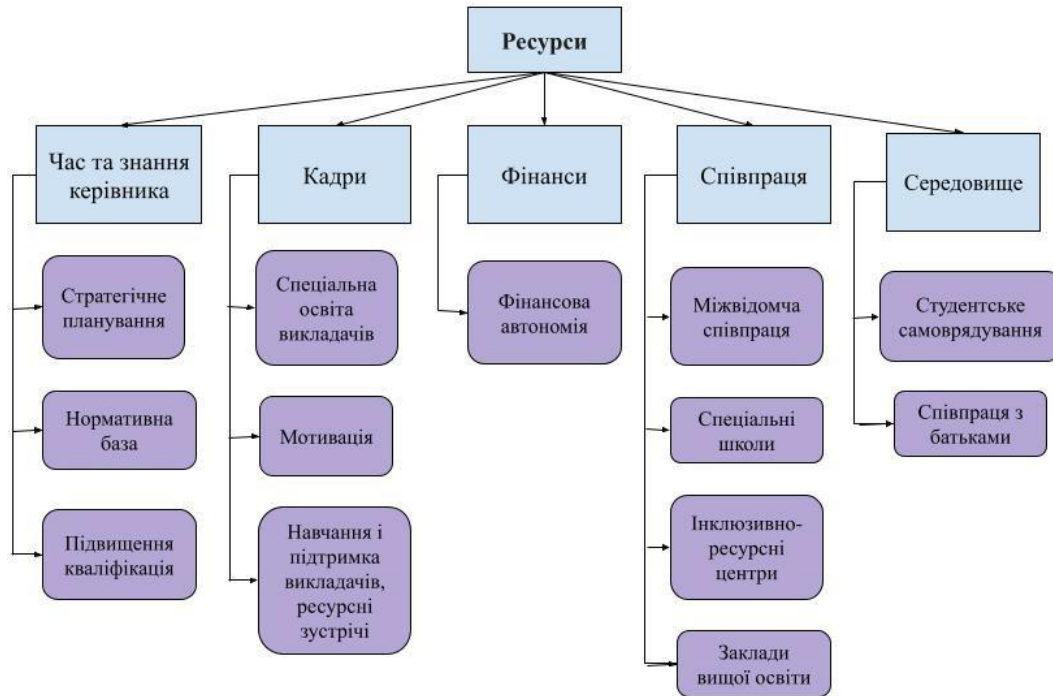 Ресурси
Час та знання
керівника
Стратегічне
планування
Нормативна
база
Підвищення
кваліфікація
Кадри
Спеціальна
освіта
викладачів
Мотивація
Навчання і
підтримка
викладачів,
ресурсні
зустрічі
Фінанси
Фінансова
автономія
Співпраця
Міжвідомча
співпраця
Спеціальні
школи
Інклюзивно-
ресурсні
центри
Заклади
вищої освіти
Середовище
Студентське
самоврядування
Співпраця з
батьками